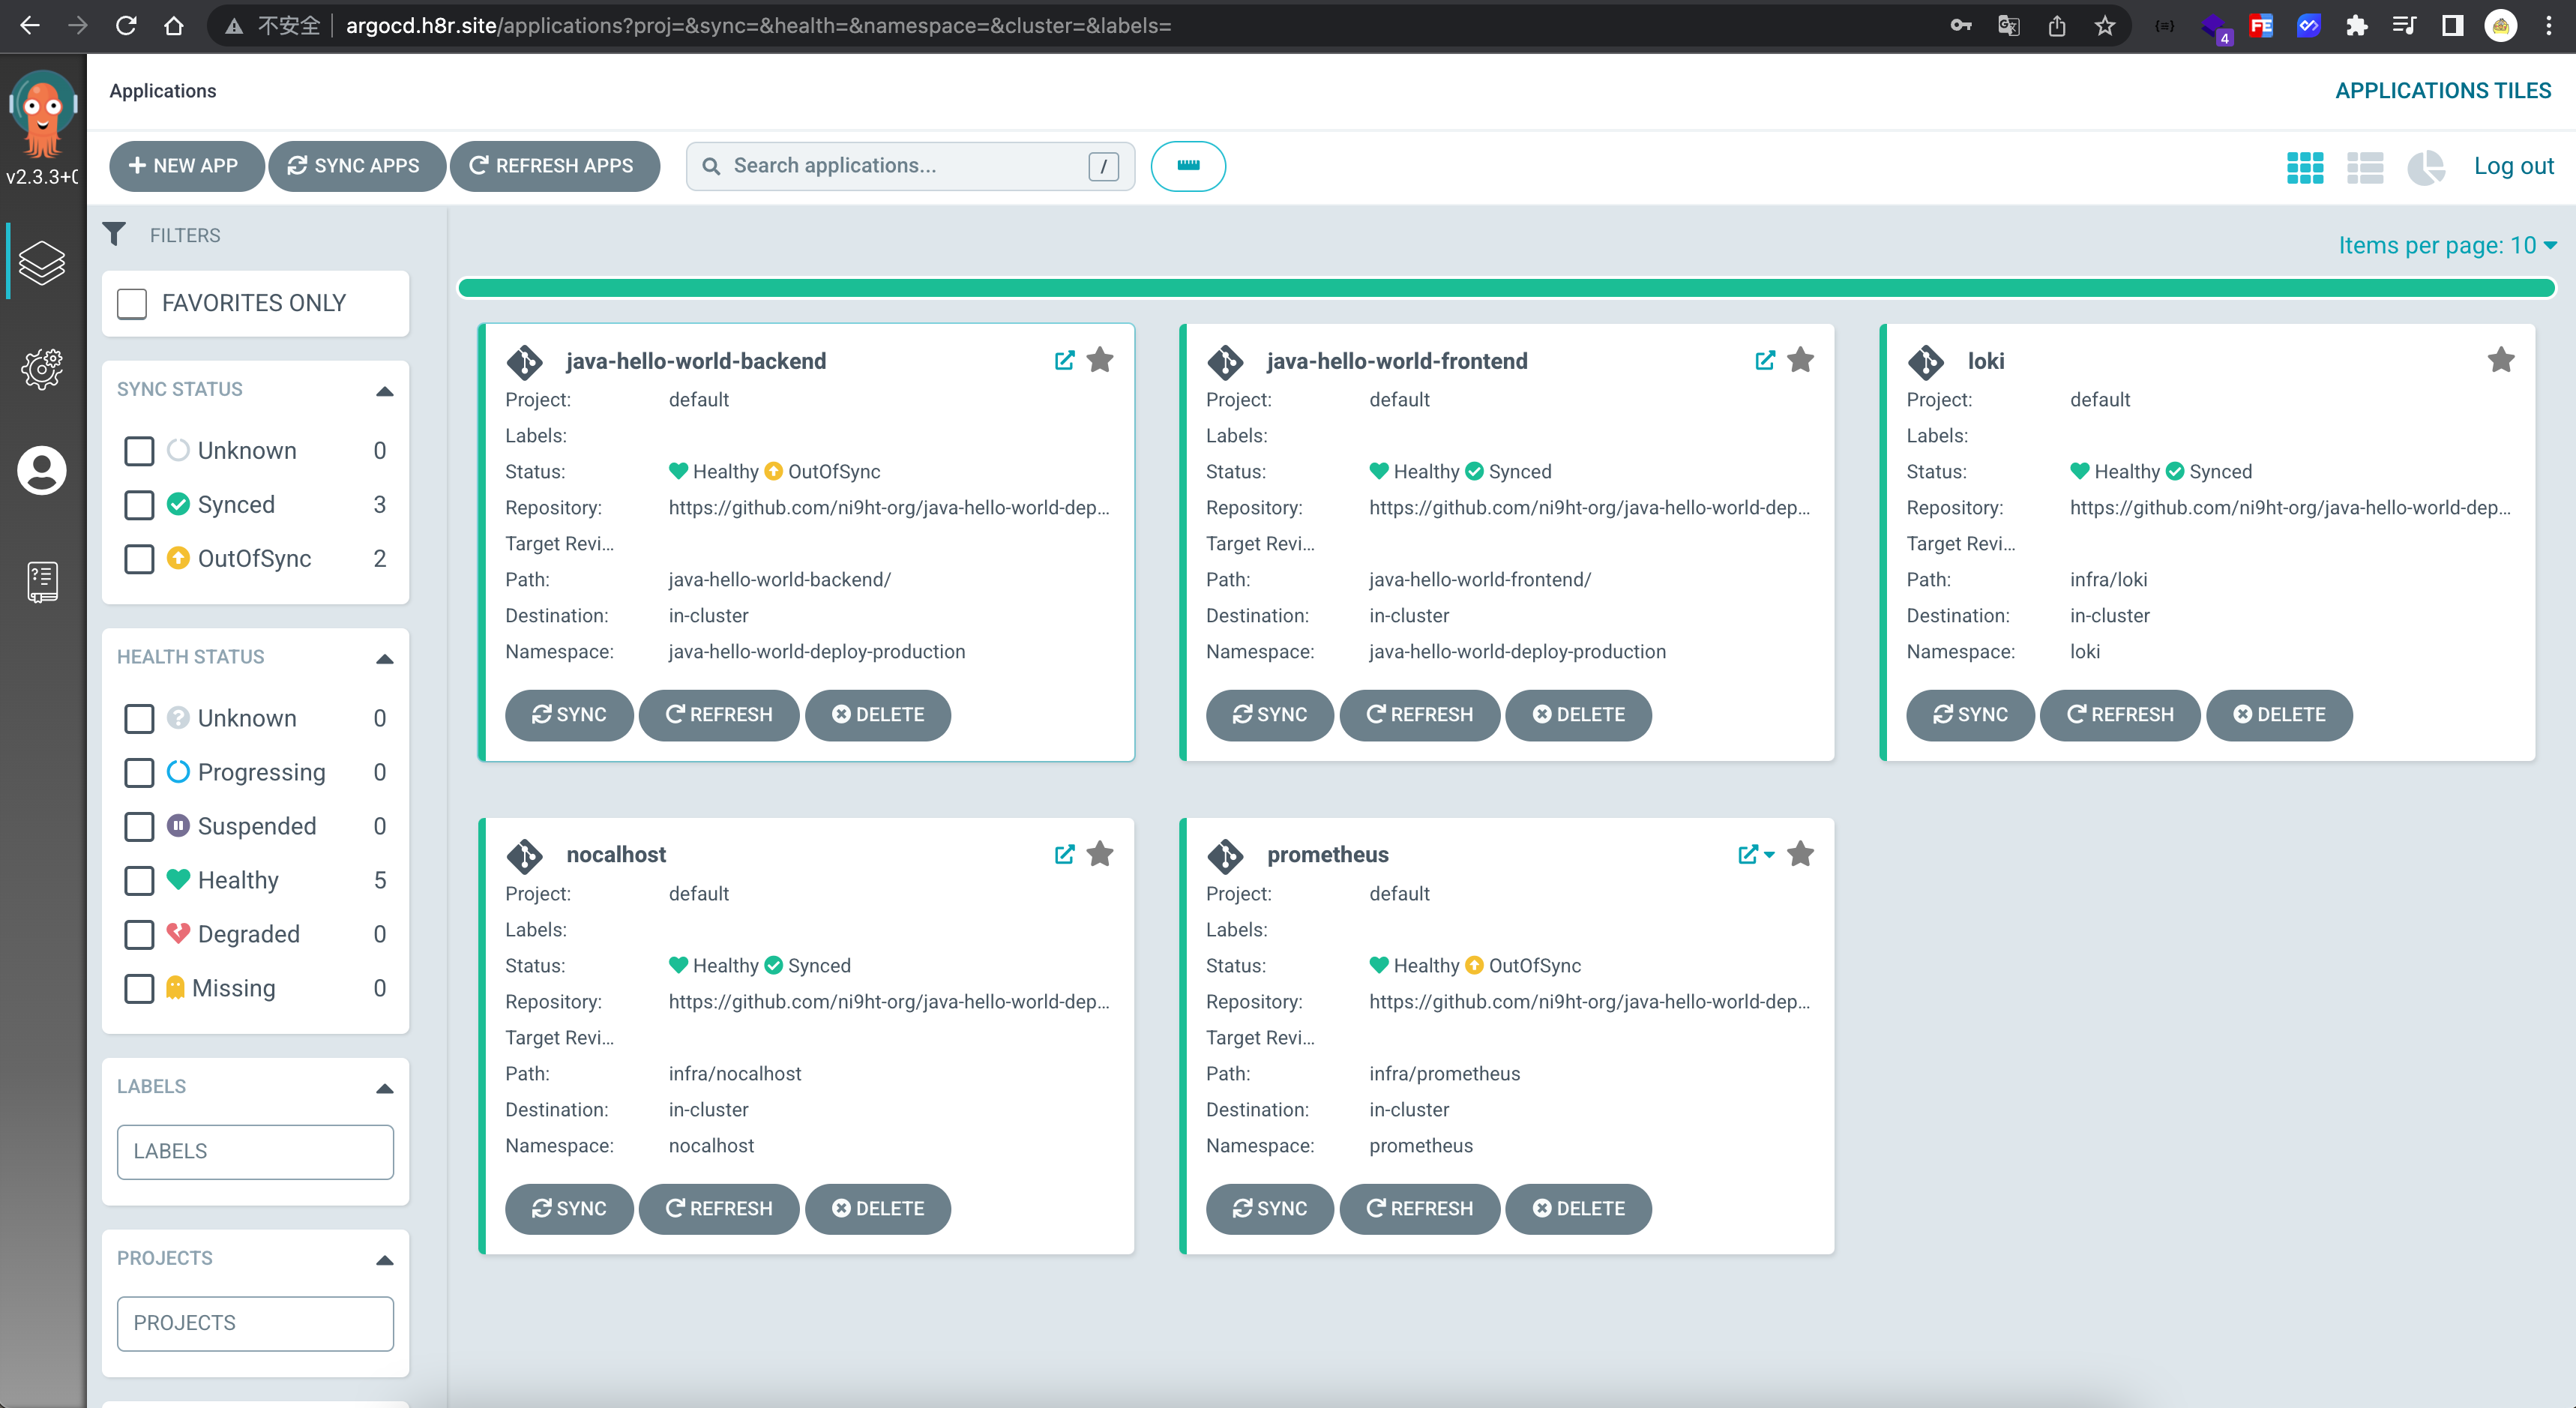 不安全 argocd.h8r.site/applications?proj=&sync=&health=&namespace=&cluster=&labels=
4
FE
v2.3.3+
Applications
APPLICATIONS TILES
NEW APP
SYNC APPS
REFRESH APPS
Search applications...
/
Log out
FILTERS
Items per page: 10
FAVORITES ONLY
SYNC STATUS
Unknown 0
Synced 3
OutOfSync 2
HEALTH STATUS
Unknown 0
Progressing 0
Suspended 0
Healthy 5
Degraded 0
Missing 0
LABELS
LABELS
PROJECTS
PROJECTS
java-hello-world-backend
Project: default
Labels:
Status: Healthy OutOfSync
Repository: https://github.com/ni9ht-org/java-hello-world-dep...
Target Revi...
Path: java-hello-world-backend/
Destination: in-cluster
Namespace: java-hello-world-deploy-production
SYNC REFRESH DELETE
java-hello-world-frontend
Project: default
Labels:
Status: Healthy Synced
Repository: https://github.com/ni9ht-org/java-hello-world-dep...
Target Revi...
Path: java-hello-world-frontend/
Destination: in-cluster
Namespace: java-hello-world-deploy-production
SYNC REFRESH DELETE
loki
Project: default
Labels:
Status: Healthy Synced
Repository: https://github.com/ni9ht-org/java-hello-world-dep...
Target Revi...
Path: infra/loki
Destination: in-cluster
Namespace: loki
SYNC REFRESH DELETE
nocalhost
Project: default
Labels:
Status: Healthy Synced
Repository: https://github.com/ni9ht-org/java-hello-world-dep...
Target Revi...
Path: infra/nocalhost
Destination: in-cluster
Namespace: nocalhost
SYNC REFRESH DELETE
prometheus
Project: default
Labels:
Status: Healthy OutOfSync
Repository: https://github.com/ni9ht-org/java-hello-world-dep...
Target Revi...
Path: infra/prometheus
Destination: in-cluster
Namespace: prometheus
SYNC REFRESH DELETE